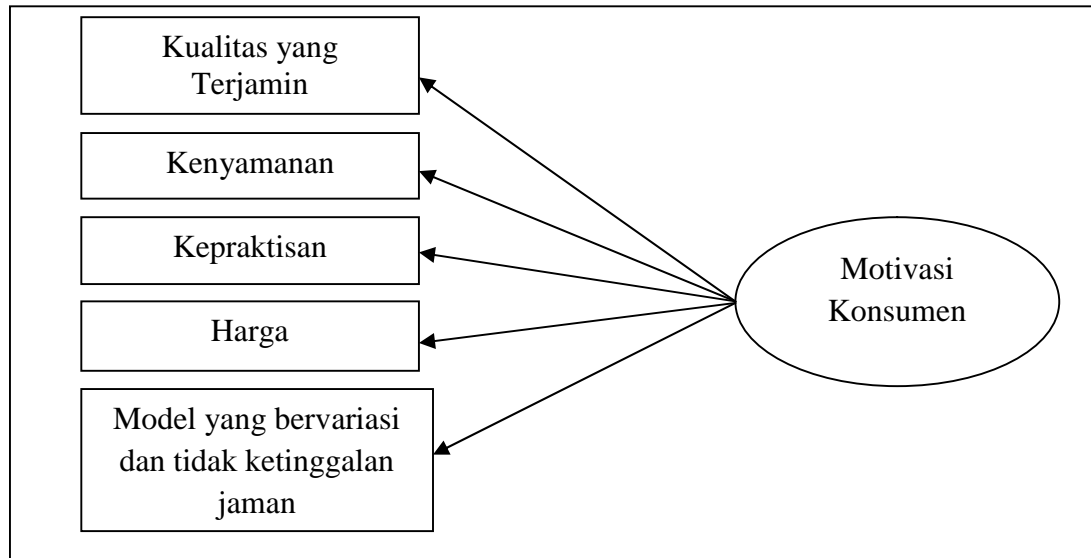 Kualitas yang
Terjamin
Kenyamanan
Kepraktisan
Harga
Model yang bervariasi
dan tidak ketinggalan
jaman
Motivasi
Konsumen